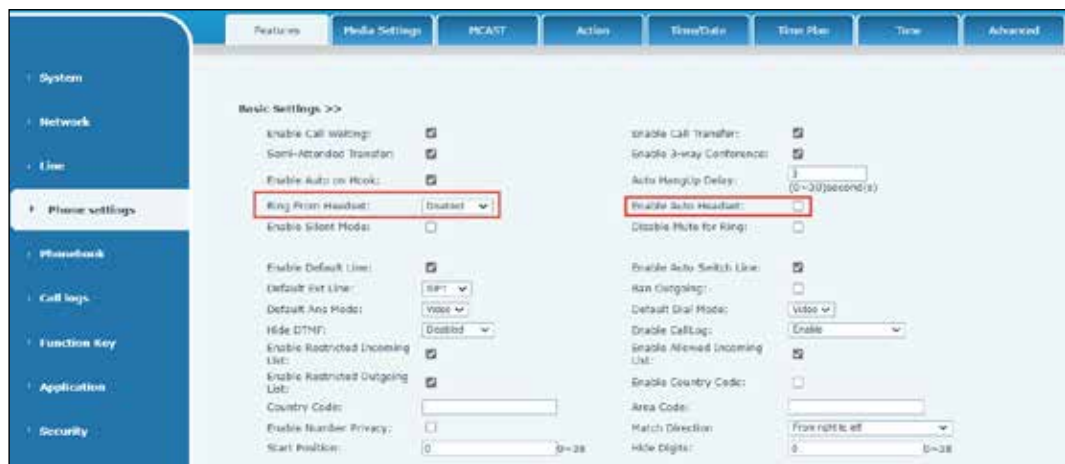 Features Media Settings MCAST Action Time/Date Time Plan Tone Advanced
System
Network
Line
Phone settings
Phonebook
Call logs
Function Key
Application
Security
Basic Settings >>
Enable Call Waiting: Enable Call Transfer:
Semi-Attended Transfer: Enable 3-way Conference:
Enable Auto on Hook: Auto HangUp Delay: 3
(0~30)second(s)
Ring From Headset: Disabled Enable Auto Headset:
Enable Silent Mode: Disable Mute for Ring:
Enable Default Line: Enable Auto Switch Line:
Default Ext Line: SIP1 Ban Outgoing:
Default Ans Mode: Video Default Dial Mode: Video
Hide DTMF: Disabled Enable CallLog: Enable
Enable Restricted Incoming Enable Allowed Incoming
List: List:
Enable Restricted Outgoing Enable Country Code:
List:
Country Code: Area Code:
Enable Number Privacy: Match Direction From right to left
Start Position: 0 0~38 Hide Digits: 0 0~38